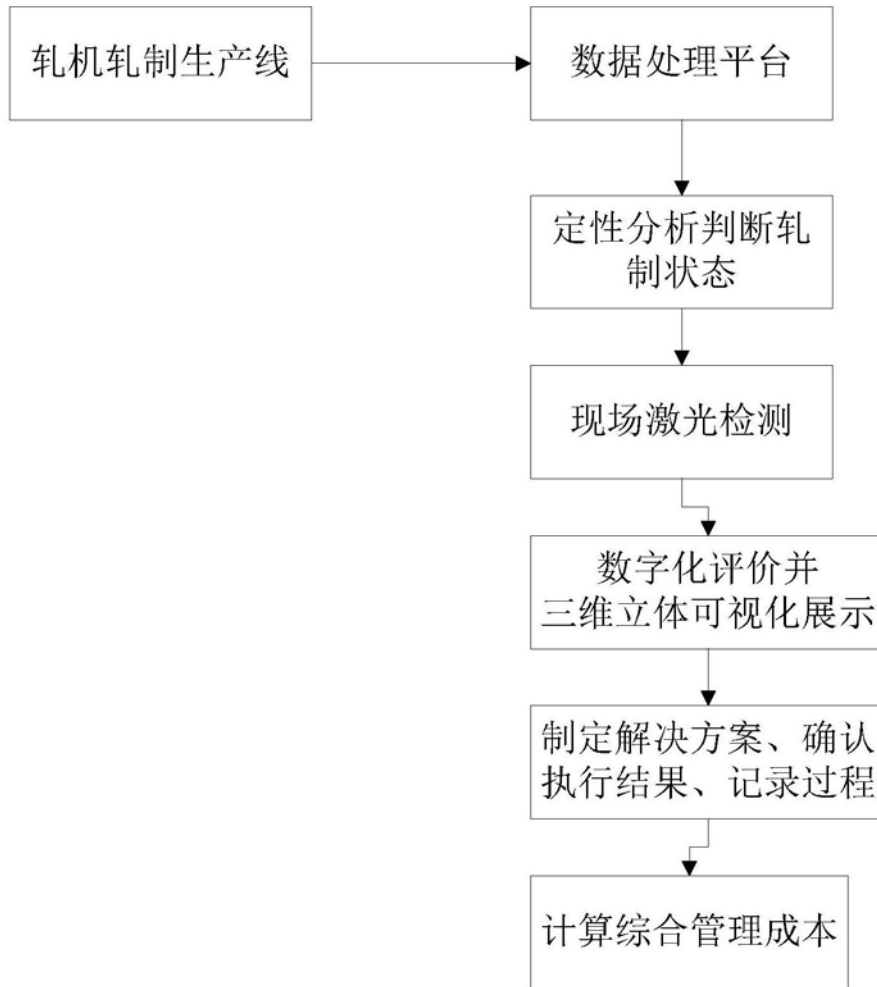 轧机轧制生产线
数据处理平台
定性分析判断轧
制状态
现场激光检测
数字化评价并
三维立体可视化展示
制定解决方案、确认
执行结果、记录过程
计算综合管理成本